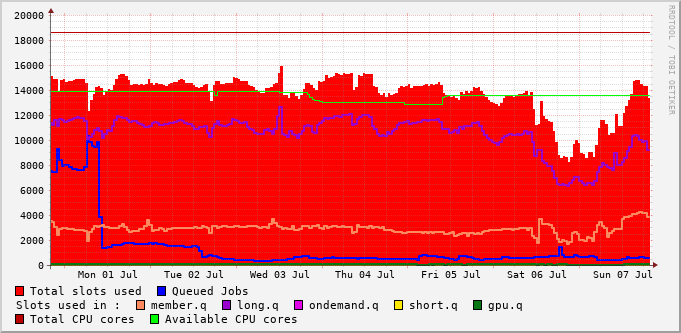 20000
18000
16000
14000
12000
10000
8000
6000
4000
2000
0
Mon 01 Jul Tue 02 Jul Wed 03 Jul Thu 04 Jul Fri 05 Jul Sat 06 Jul Sun 07 Jul
RRDTOOL / TOBI OETIKER
Total slots used Queued Jobs
Slots used in : member.q long.q ondemand.q short.q gpu.q
Total CPU cores Available CPU cores